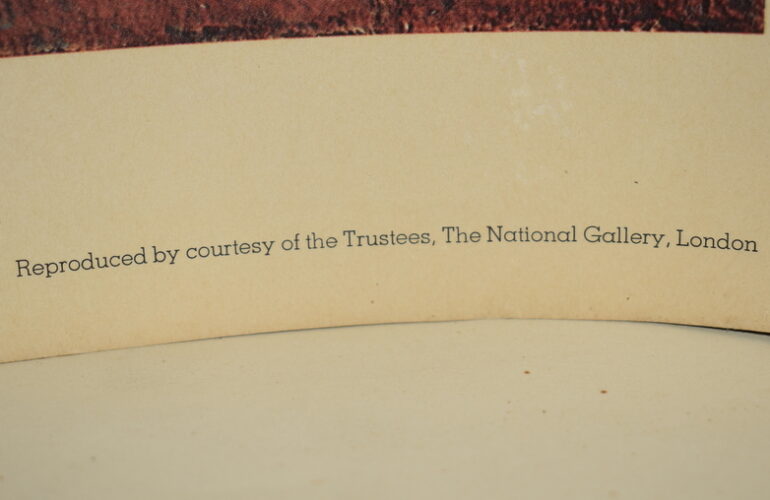 Reproduced by courtesy of the Trustees, The National Gallery, London